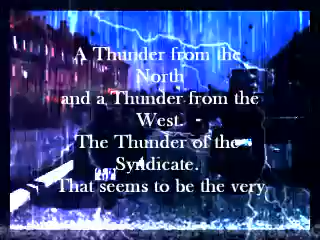 A Thunder from the
North
and a Thunder from the
West.
The Thunder of the
Syndicate.
That seems to be the very